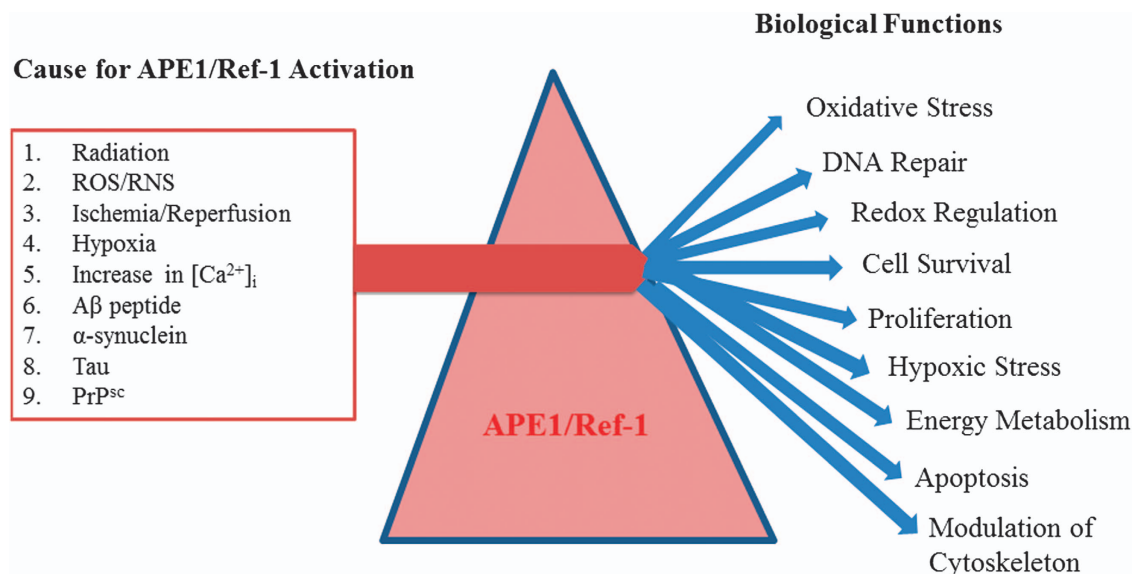 Biological Functions
Cause for APE1/Ref-1 Activation
1. Radiation
2. ROS/RNS
3. Ischemia/Reperfusion
4. Hypoxia
5. Increase in [Ca²⁺]ᵢ
6. Aβ peptide
7. α-synuclein
8. Tau
9. PrPˢᶜ
APE1/Ref-1
Oxidative Stress
DNA Repair
Redox Regulation
Cell Survival
Proliferation
Hypoxic Stress
Energy Metabolism
Apoptosis
Modulation of
Cytoskeleton